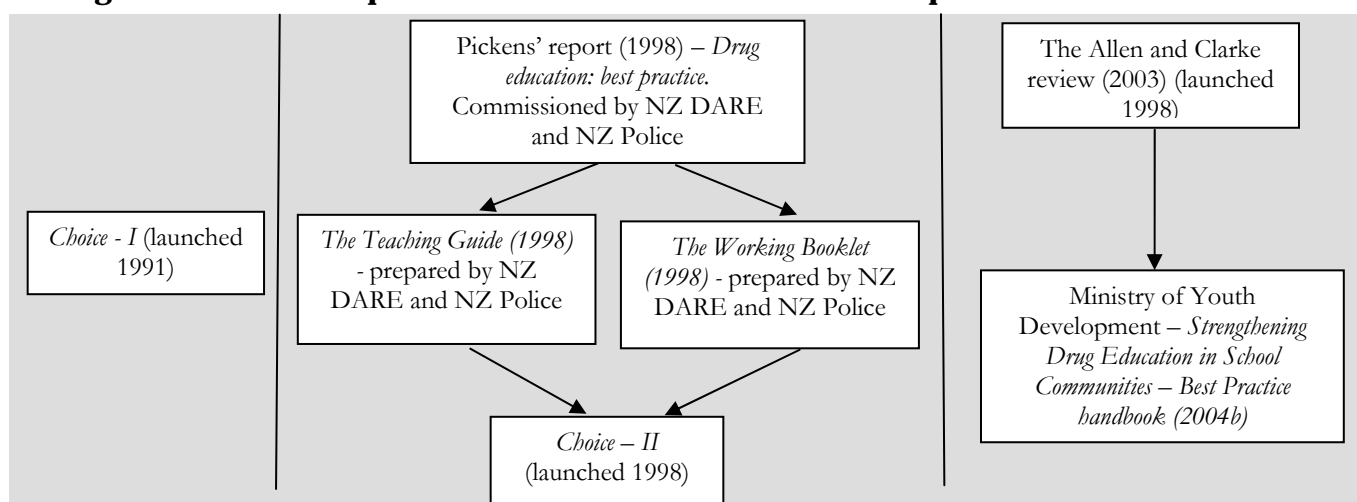 Pickens’ report (1998) – Drug
education: best practice.
Commissioned by NZ DARE
and NZ Police
The Allen and Clarke
review (2003) (launched
1998)
Choice - I (launched
1991)
The Teaching Guide (1998)
- prepared by NZ
DARE and NZ Police
The Working Booklet
(1998) - prepared by NZ
DARE and NZ Police
Ministry of Youth
Development – Strengthening
Drug Education in School
Communities – Best Practice
handbook (2004b)
Choice – II
(launched 1998)